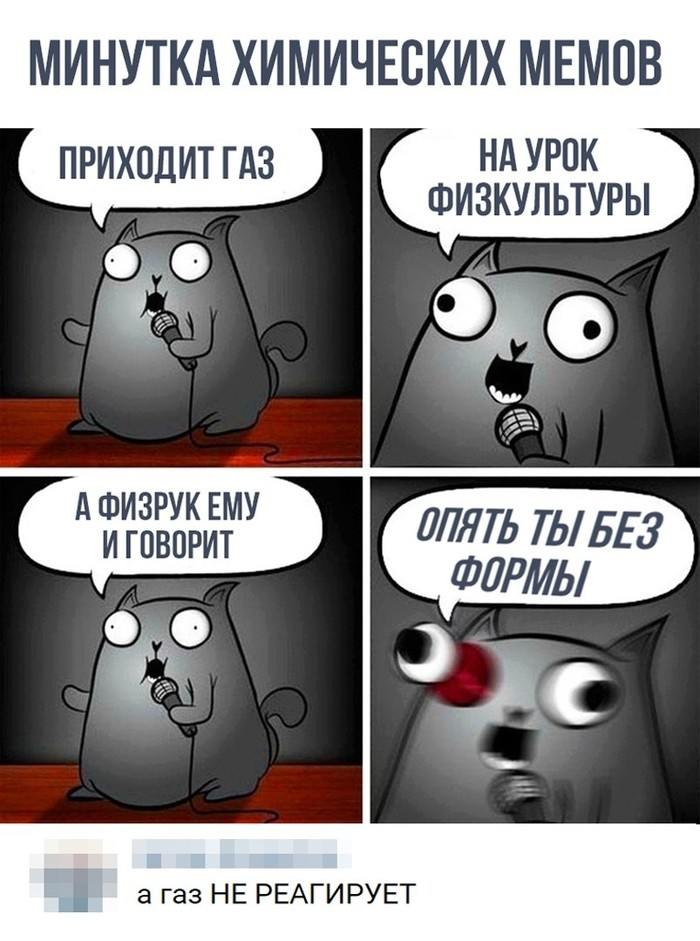 МИНУТКА ХИМИЧЕСКИХ МЕМОВ
ПРИХОДИТ ГАЗ
НА УРОК
ФИЗКУЛЬТУРЫ
А ФИЗРУК ЕМУ
И ГОВОРИТ
ОПЯТЬ ТЫ БЕЗ
ФОРМЫ
а газ НЕ РЕАГИРУЕТ